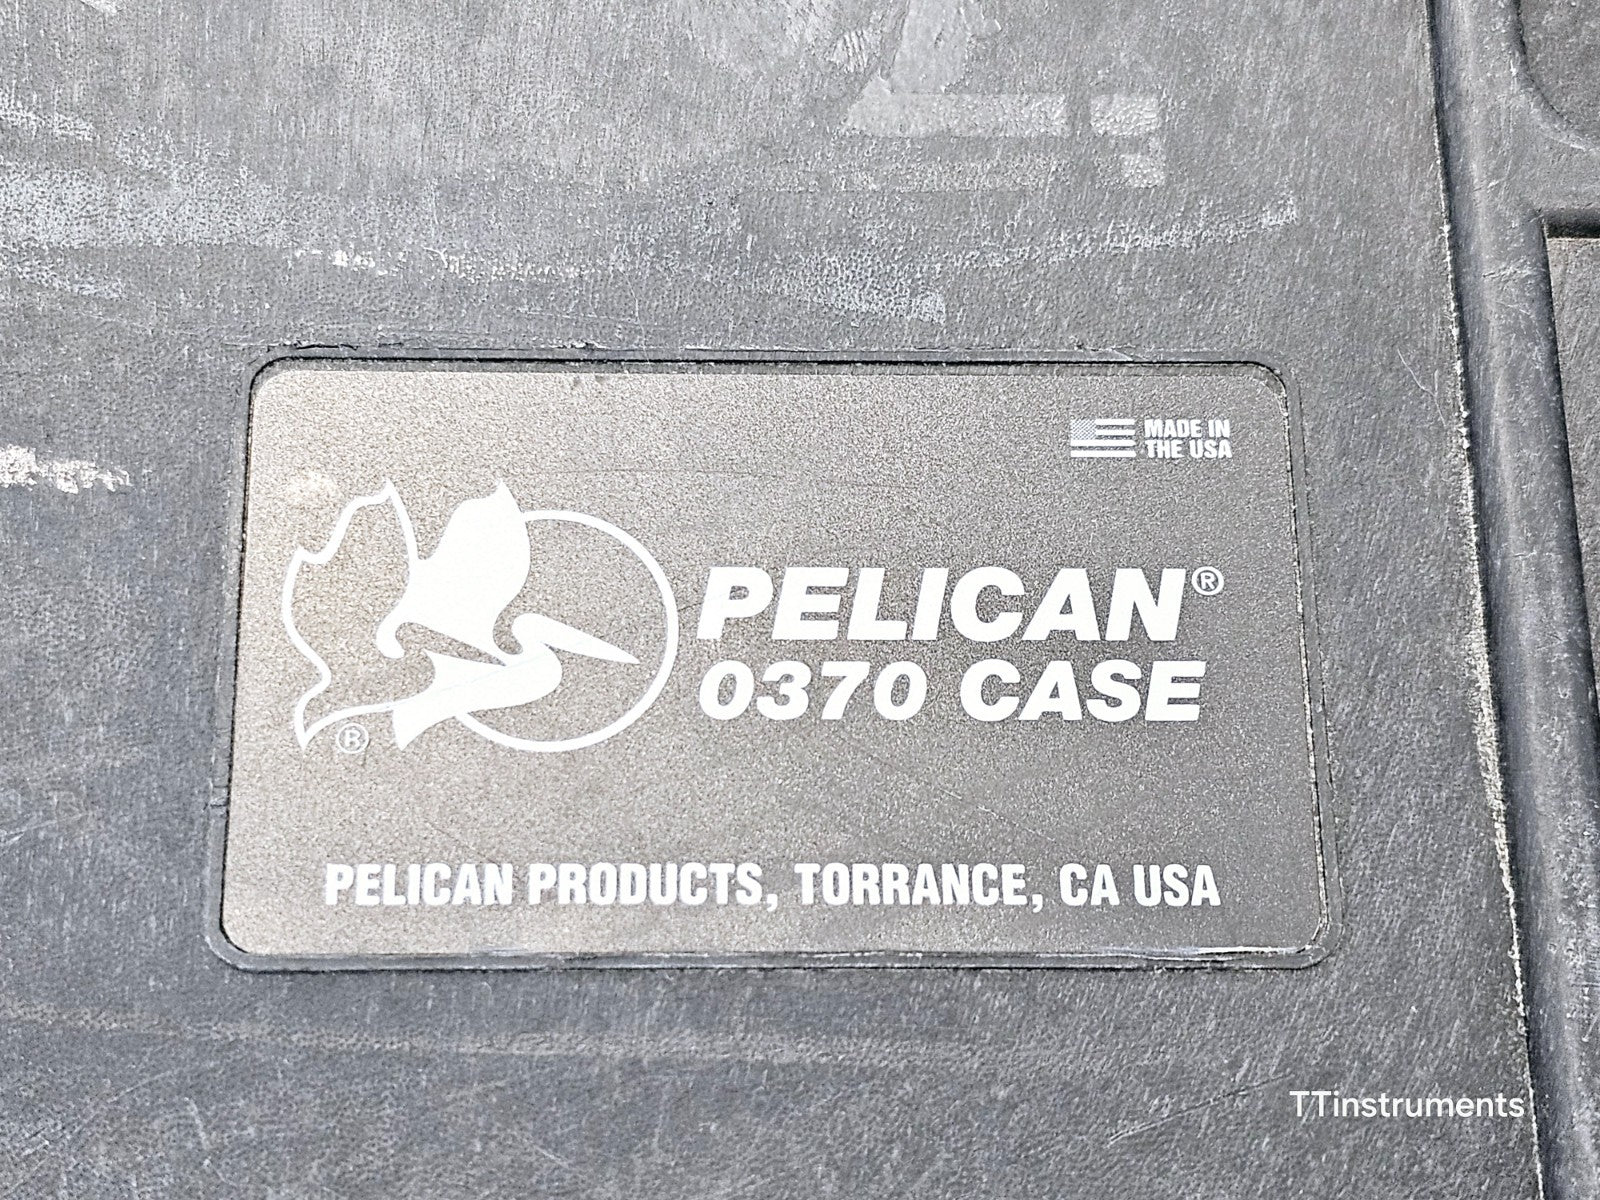 MADE IN
THE USA
PELICAN®
0370 CASE
®
PELICAN PRODUCTS, TORRANCE, CA USA
TTinstruments